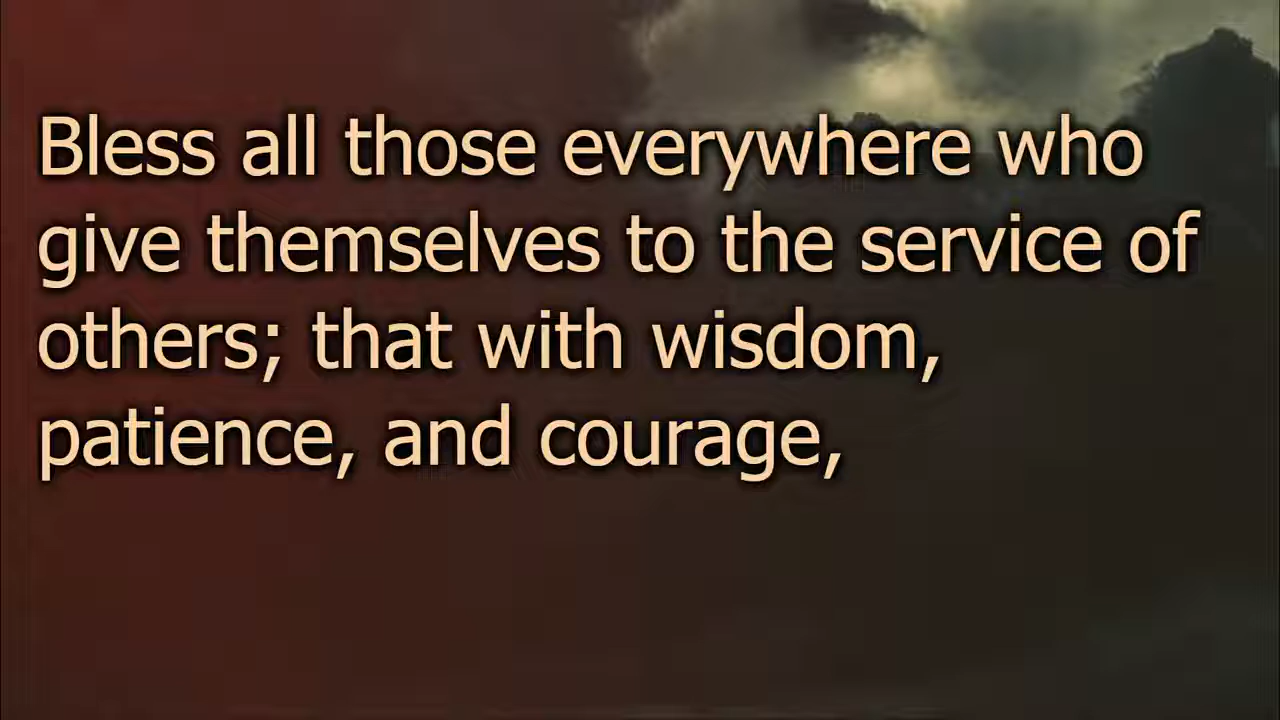 Bless all those everywhere who
give themselves to the service of
others; that with wisdom,
patience, and courage,